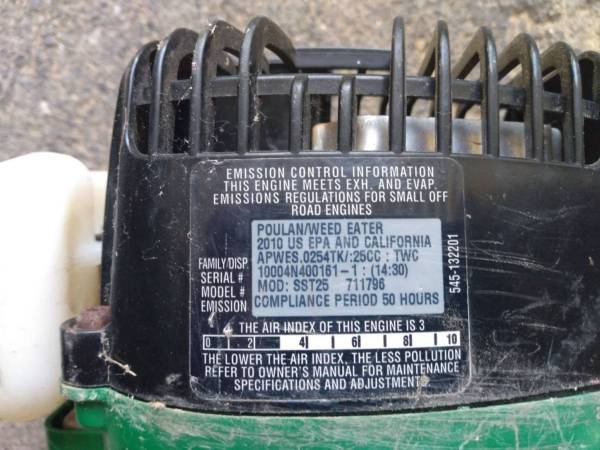 EMISSION CONTROL INFORMATION
THIS ENGINE MEETS EXH. AND EVAP.
EMISSIONS REGULATIONS FOR SMALL OFF
ROAD ENGINES
POULAN/WEED EATER
2010 US EPA AND CALIFORNIA
FAMILY/DISP. APWES.0254TK/:25CC : TWC
SERIAL # 10004N400161-1 : (14:30)
MODEL # MOD: SST25 711796
EMISSION COMPLIANCE PERIOD 50 HOURS
545-132201
THE AIR INDEX OF THIS ENGINE IS 3
0 2 4 6 8 10
THE LOWER THE AIR INDEX, THE LESS POLLUTION
REFER TO OWNER'S MANUAL FOR MAINTENANCE
SPECIFICATIONS AND ADJUSTMENTS